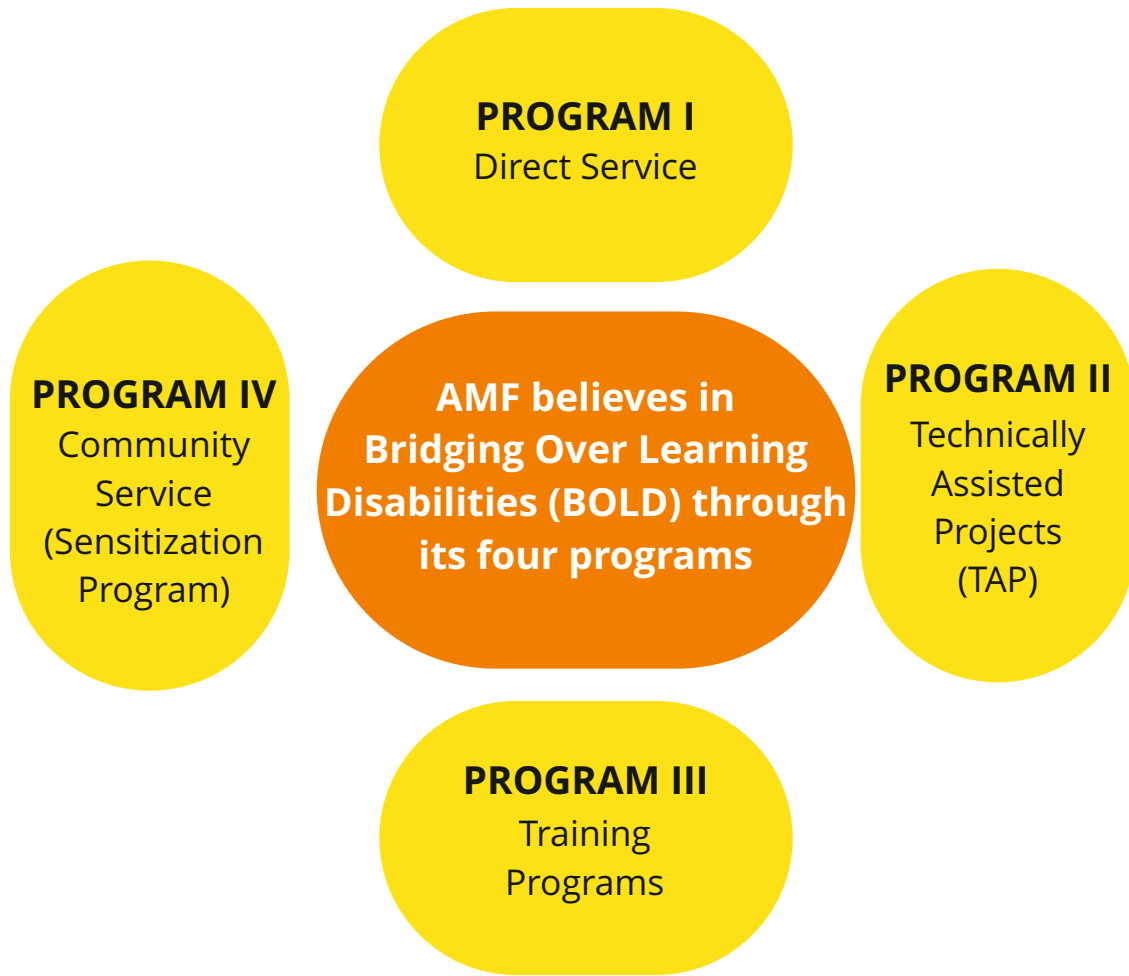 PROGRAM I
Direct Service
PROGRAM IV
Community
Service
(Sensitization
Program)
AMF believes in
Bridging Over Learning
Disabilities (BOLD) through
its four programs
PROGRAM II
Technically
Assisted
Projects
(TAP)
PROGRAM III
Training
Programs